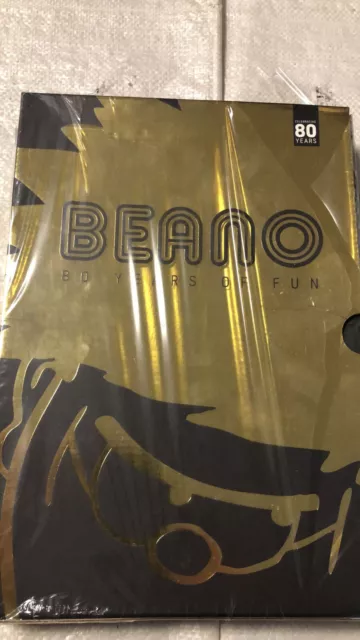 CELEBRATING
80
YEARS
BEANO
80 YEARS OF FUN